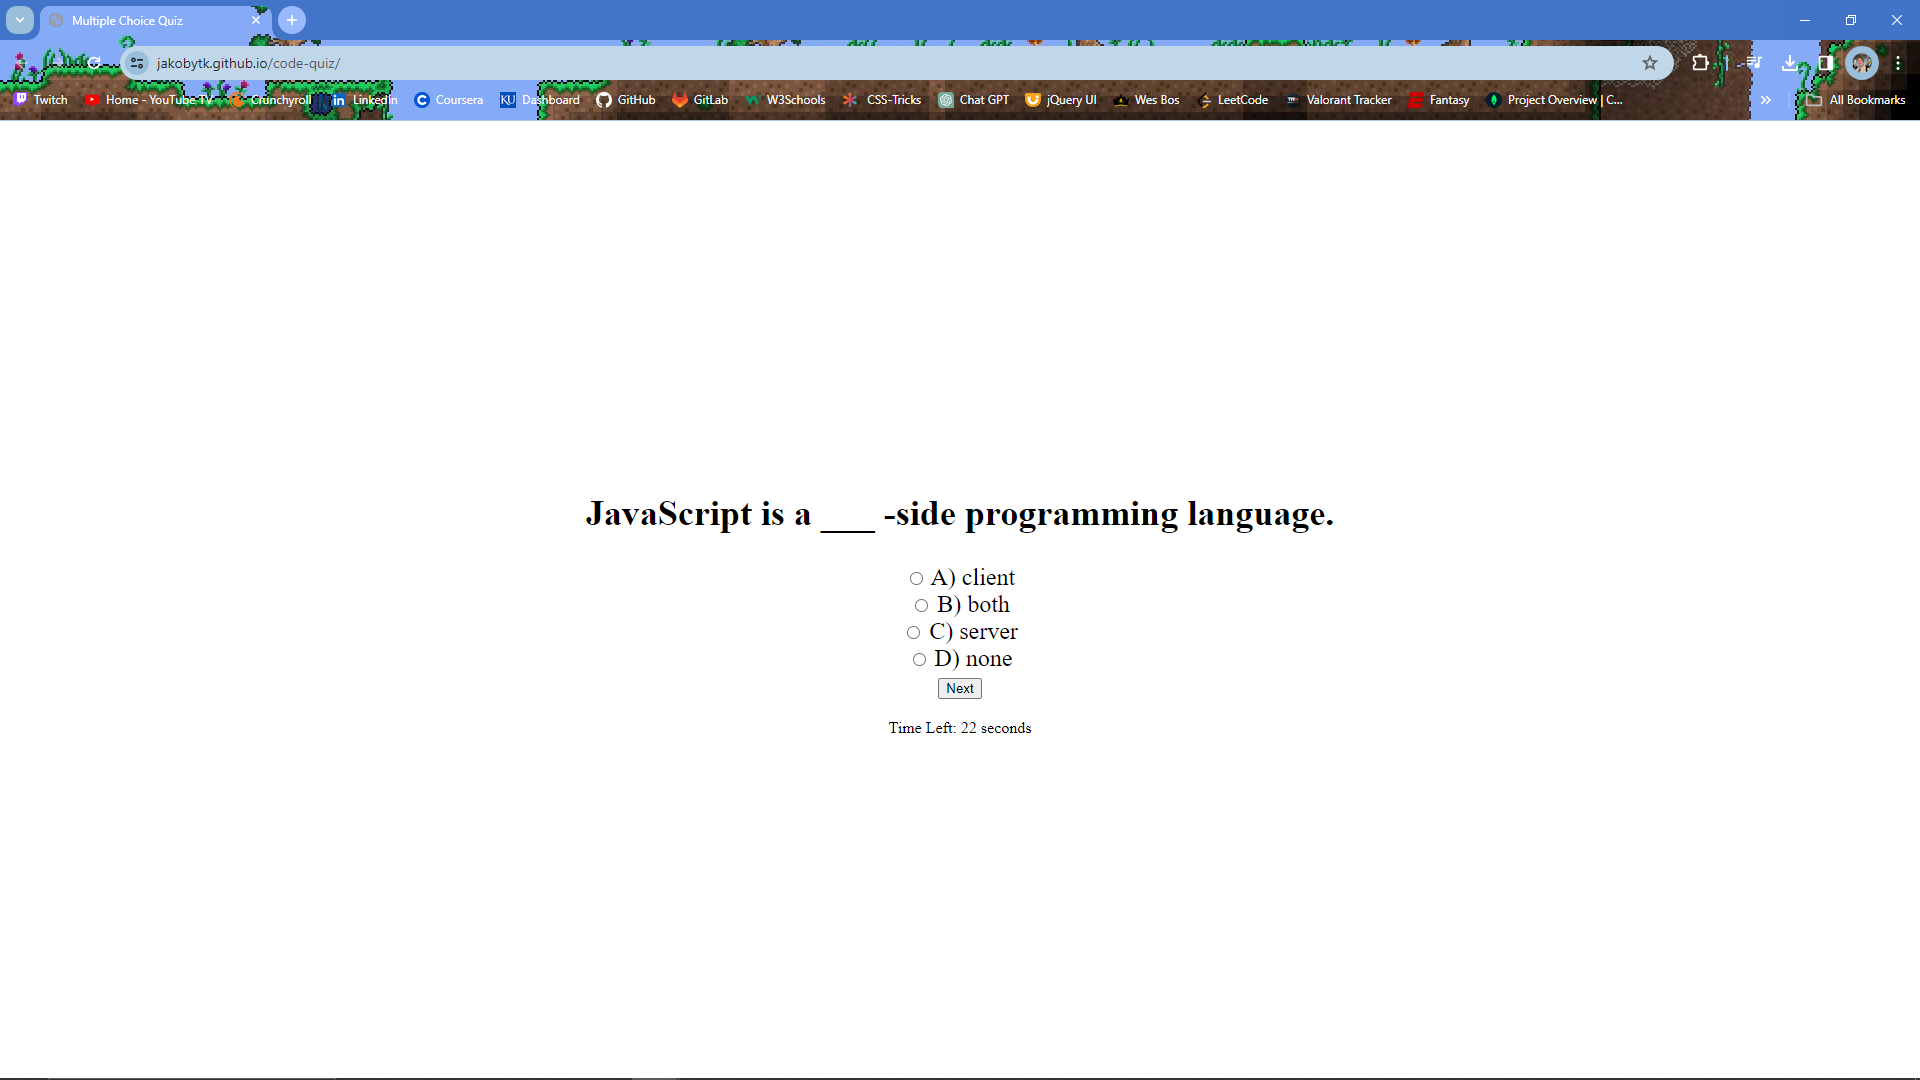 Multiple Choice Quiz
jakobytk.github.io/code-quiz/
Twitch Home - YouTube TV Crunchyroll LinkedIn Coursera Dashboard GitHub GitLab W3Schools CSS-Tricks Chat GPT jQuery UI Wes Bos LeetCode Valorant Tracker Fantasy Project Overview | C... All Bookmarks
JavaScript is a ___ -side programming language.
A) client
B) both
C) server
D) none
Next
Time Left: 22 seconds